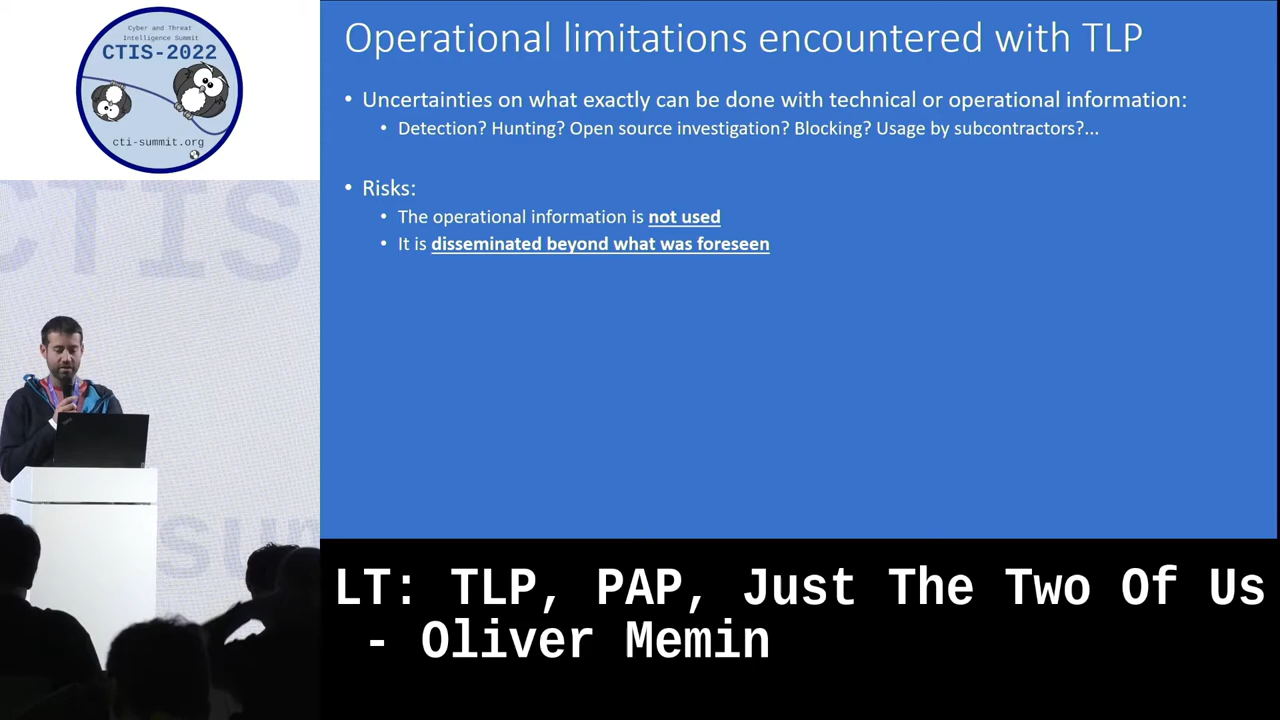 Cyber and Threat
Intelligence Summit
CTIS-2022
cti-summit.org
Operational limitations encountered with TLP
• Uncertainties on what exactly can be done with technical or operational information:
• Detection? Hunting? Open source investigation? Blocking? Usage by subcontractors?...
• Risks:
• The operational information is not used
• It is disseminated beyond what was foreseen
CTIS
sum
LT: TLP, PAP, Just The Two Of Us
- Oliver Memin